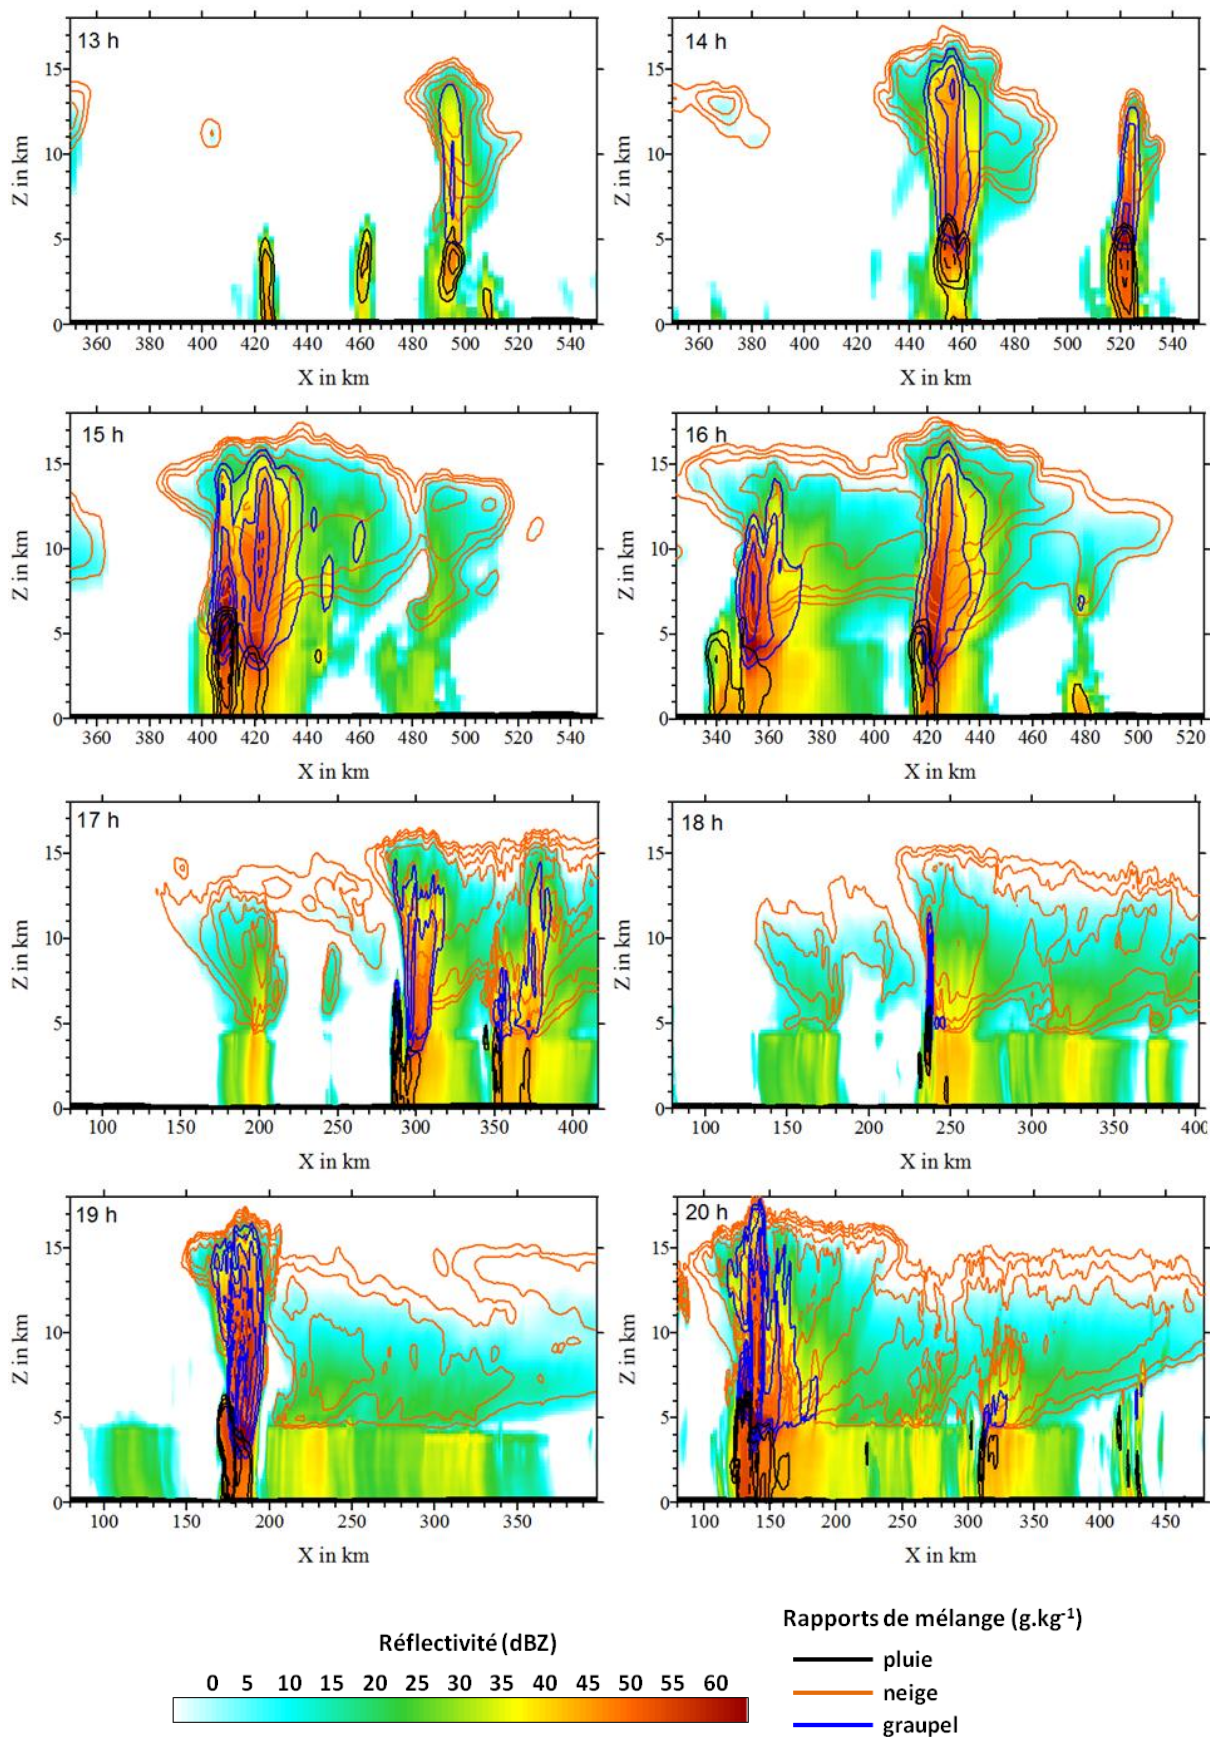 13 h
15
10
5
0
Z in km
360 380 400 420 440 460 480 500 520 540
X in km
14 h
15
10
5
0
Z in km
360 380 400 420 440 460 480 500 520 540
X in km
15 h
15
10
5
0
Z in km
360 380 400 420 440 460 480 500 520 540
X in km
16 h
15
10
5
0
Z in km
340 360 380 400 420 440 460 480 500 520
X in km
17 h
15
10
5
0
Z in km
100 150 200 250 300 350 400
X in km
18 h
15
10
5
0
Z in km
100 150 200 250 300 350 400
X in km
19 h
15
10
5
0
Z in km
100 150 200 250 300 350
X in km
20 h
15
10
5
0
Z in km
100 150 200 250 300 350 400 450
X in km
Réflectivité (dBZ)
0 5 10 15 20 25 30 35 40 45 50 55 60
Rapports de mélange (g.kg⁻¹)
pluie
neige
graupel